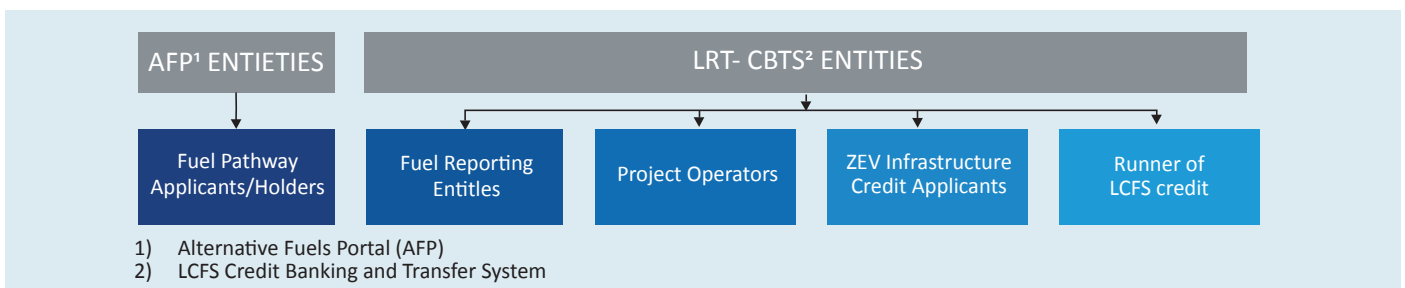 AFP¹ ENTIETIES
LRT- CBTS² ENTITIES
Fuel Pathway
Applicants/Holders
Fuel Reporting
Entitles
Project Operators
ZEV Infrastructure
Credit Applicants
Runner of
LCFS credit
1) Alternative Fuels Portal (AFP)
2) LCFS Credit Banking and Transfer System